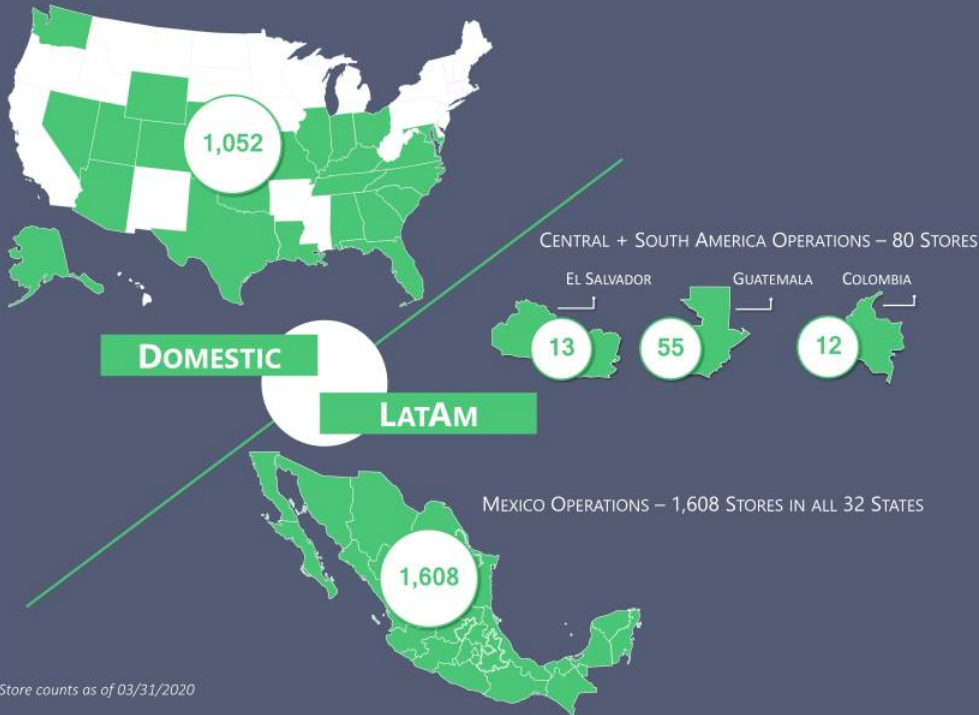 1,052
CENTRAL + SOUTH AMERICA OPERATIONS – 80 STORES
EL SALVADOR
GUATEMALA
COLOMBIA
13
55
12
DOMESTIC
LATAM
MEXICO OPERATIONS – 1,608 STORES IN ALL 32 STATES
1,608
Store counts as of 03/31/2020